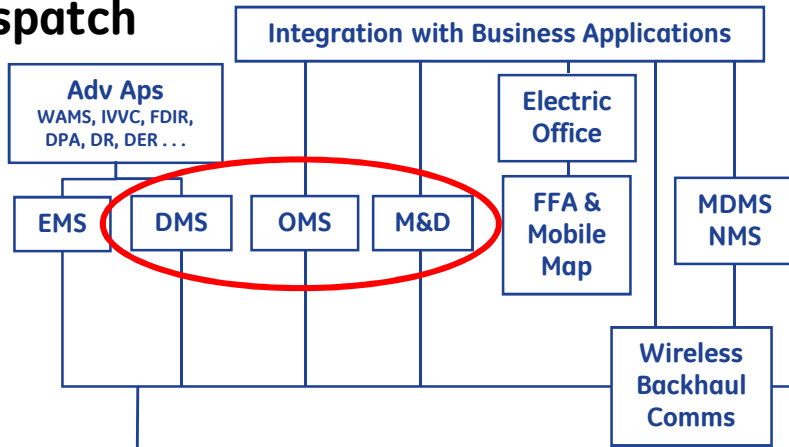 Integration with Business Applications
Adv Aps
WAMS, IVVC, FDIR,
DPA, DR, DER . . .
Electric
Office
EMS
DMS
OMS
M&D
FFA &
Mobile
Map
MDMS
NMS
Wireless
Backhaul
Comms